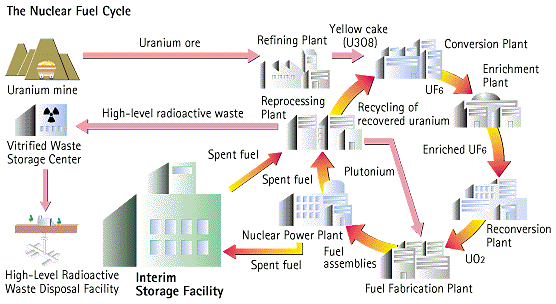 The Nuclear Fuel Cycle
Uranium ore
Refining Plant
Yellow cake
(U3O8)
Conversion Plant
Uranium mine
UF6
Enrichment
Plant
High-level radioactive waste
Reprocessing
Plant
Recycling of
recovered uranium
Vitrified Waste
Storage Center
Enriched UF6
Spent fuel
Spent fuel
Plutonium
Nuclear Power Plant
Reconversion
Plant
UO2
Spent fuel
Fuel
assemblies
Fuel Fabrication Plant
High-Level Radioactive
Waste Disposal Facility
Interim
Storage Facility